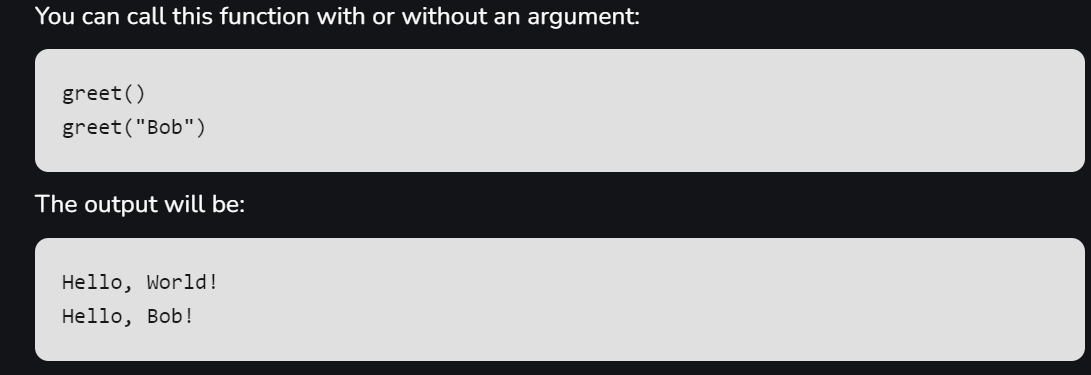 You can call this function with or without an argument:
greet()
greet("Bob")
The output will be:
Hello, World!
Hello, Bob!